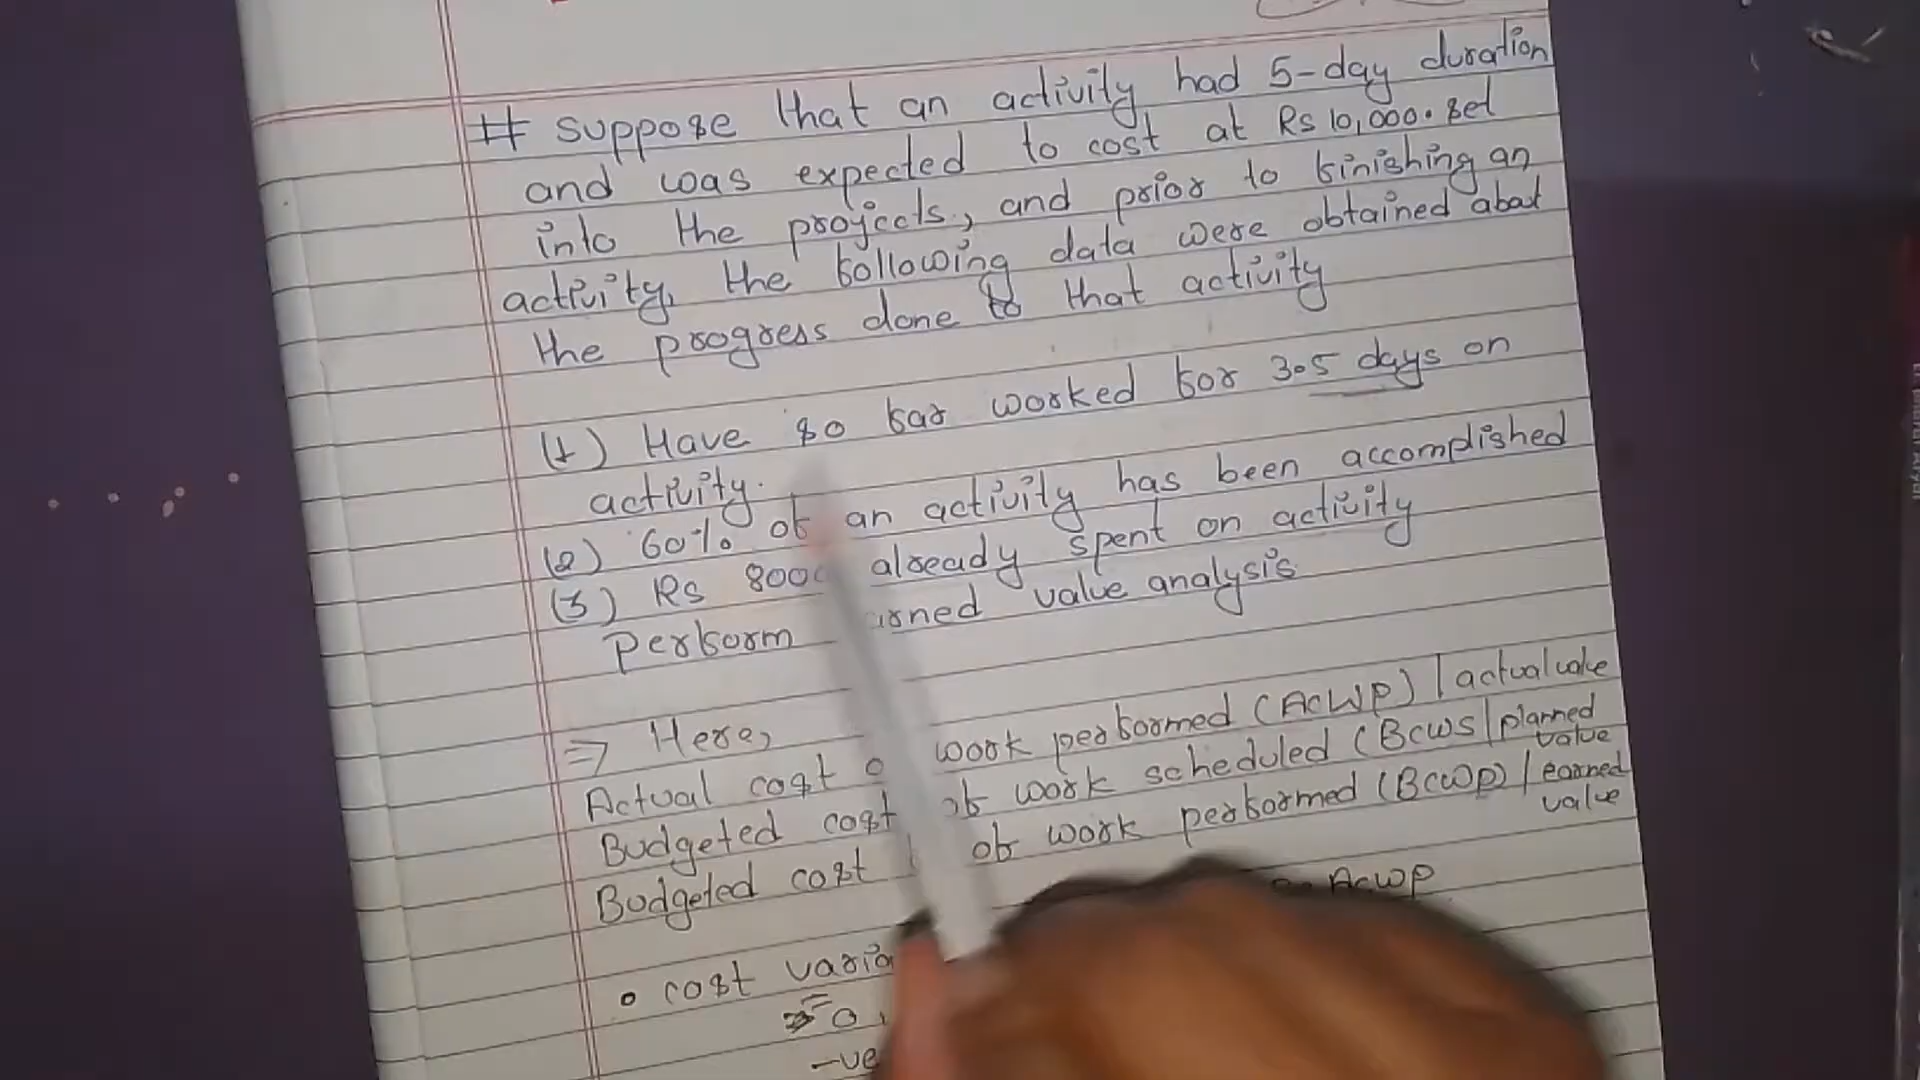 # suppose that an activity had 5-day duration
and was expected to cost at Rs 10,000. set
into the projects, and prior to finishing an
activity, the following data were obtained about
the progress done to that activity
(1) Have so far worked for 3.5 days on
activity.
(2) 60% of an activity has been accomplished
(3) Rs 8000 already spent on activity
Perform value analysis.
⇒ Here,
Actual cost work performed (ACWP) | actual value
Budgeted cost of work scheduled (BCWS | planned value
Budgeted cost of work performed (BCWP) | earned value
ACWP
• cost
= 0,
-ve